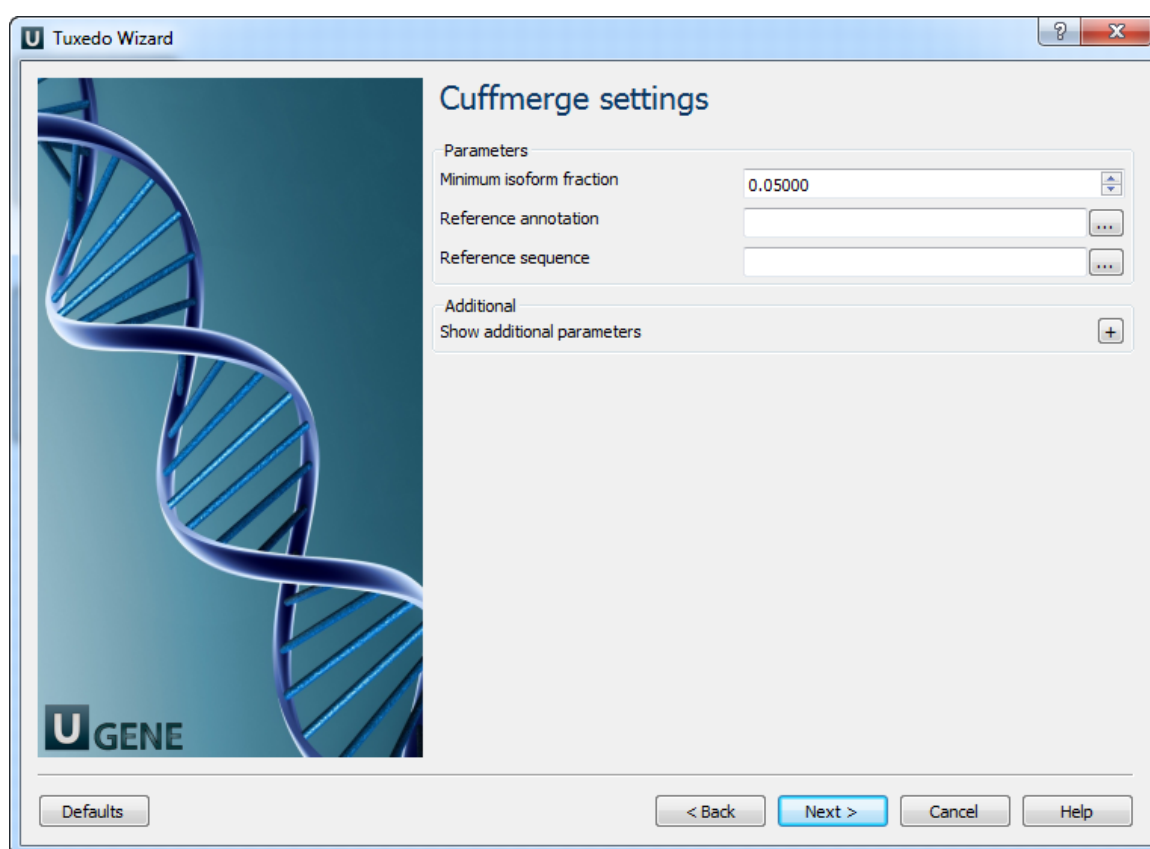 U Tuxedo Wizard
?
X
Cuffmerge settings
Parameters
Minimum isoform fraction 0.05000
Reference annotation ...
Reference sequence ...
Additional
Show additional parameters +
U GENE
Defaults < Back Next > Cancel Help